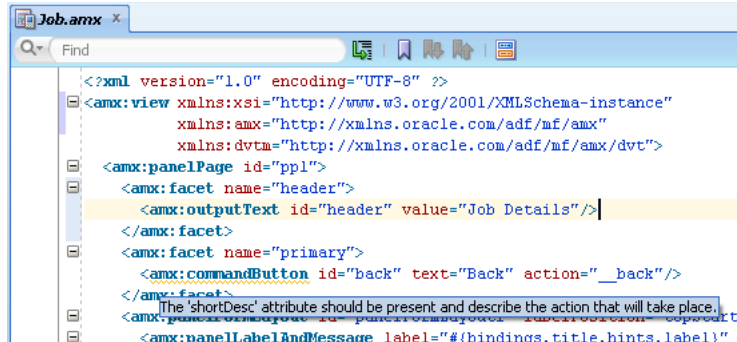 Job.amx
Find
<?xml version="1.0" encoding="UTF-8" ?>
<amx:view xmlns:xsi="http://www.w3.org/2001/XMLSchema-instance"
xmlns:amx="http://xmlns.oracle.com/adf/mf/amx"
xmlns:dvtm="http://xmlns.oracle.com/adf/mf/amx/dvt">
<amx:panelPage id="pp1">
<amx:facet name="header">
<amx:outputText id="header" value="Job Details"/>
</amx:facet>
<amx:facet name="primary">
<amx:commandButton id="back" text="Back" action="__back"/>
</amx:facet>
The 'shortDesc' attribute should be present and describe the action that will take place.
<amx:panelLabelAndMessage label="#{bindings.title.hints.label}"